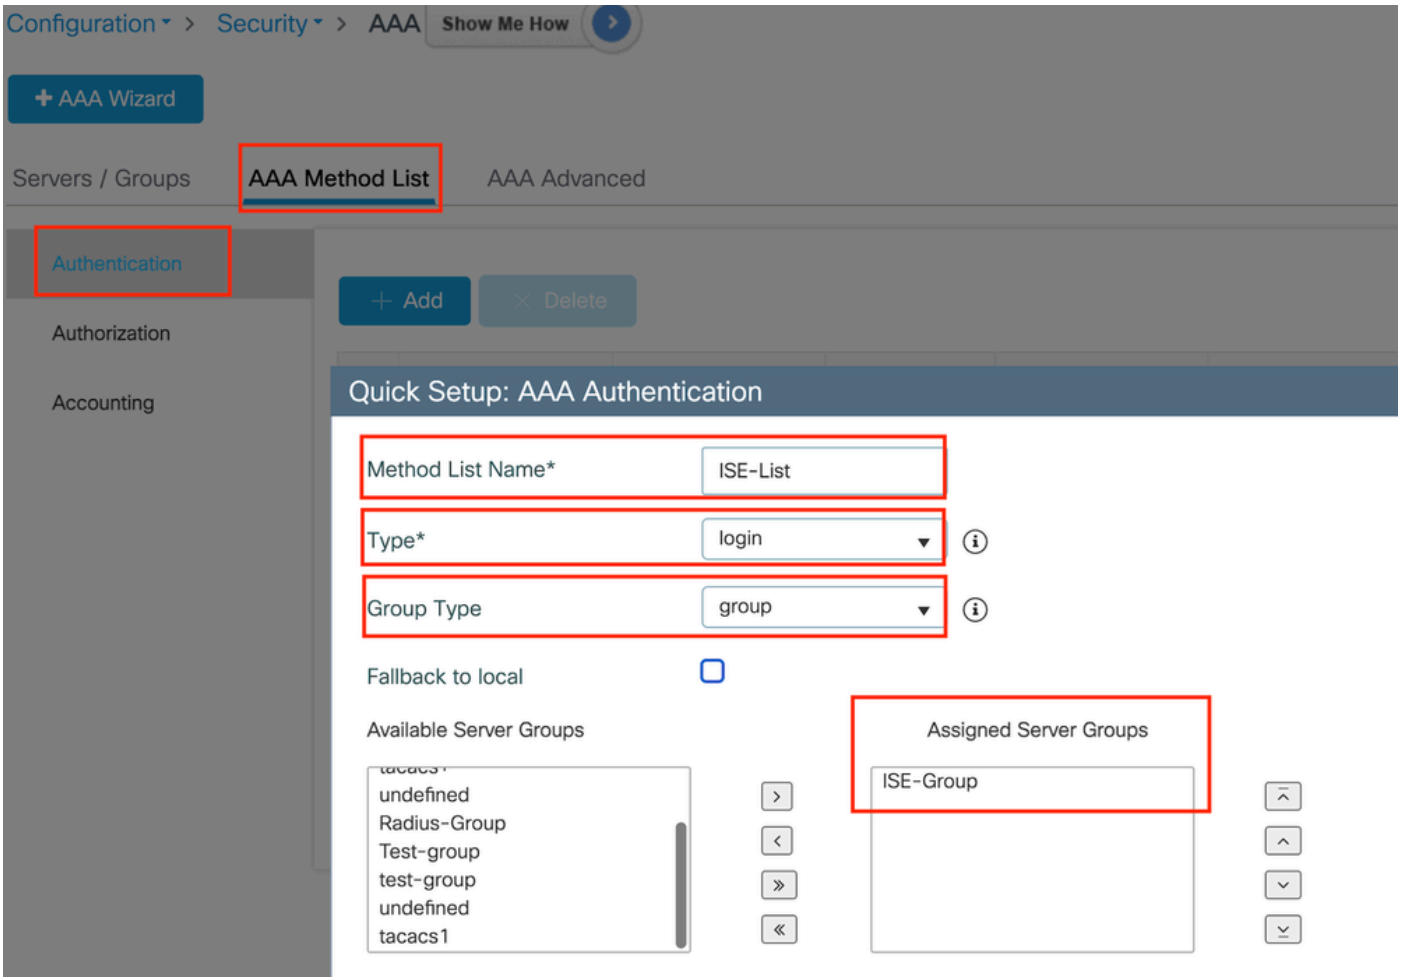 Configuration > Security > AAA Show Me How
+ AAA Wizard
Servers / Groups AAA Method List AAA Advanced
Authentication
Authorization
Accounting
+ Add × Delete
Quick Setup: AAA Authentication
Method List Name* ISE-List
Type* login
Group Type group
Fallback to local
Available Server Groups Assigned Server Groups
undefined
Radius-Group
Test-group
test-group
undefined
tacacs1
ISE-Group